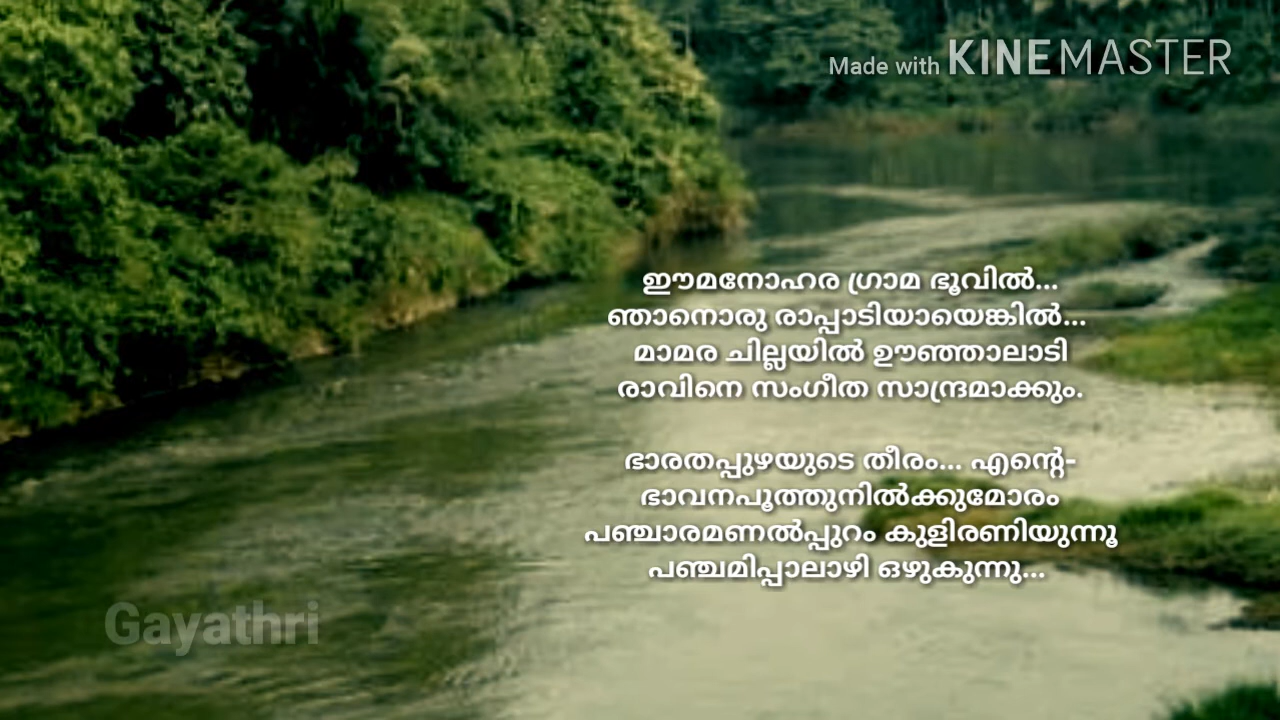 Made with KINEMASTER
ഈമനോഹര ഗ്രാമ ഭൂവിൽ...
ഞാനൊരു രാപ്പാടിയായെങ്കിൽ...
മാമര ചില്ലയിൽ ഊഞ്ഞാലാടി
രാവിനെ സംഗീത സാന്ദ്രമാക്കും.
ഭാരതപ്പുഴയുടെ തീരം... എന്റെ-
ഭാവനപൂത്തുനിൽക്കുമോരം
പഞ്ചാരമണൽപ്പുറം കുളിരണിയുന്നൂ
പഞ്ചമിപ്പാലാഴി ഒഴുകുന്നു...
Gayathri